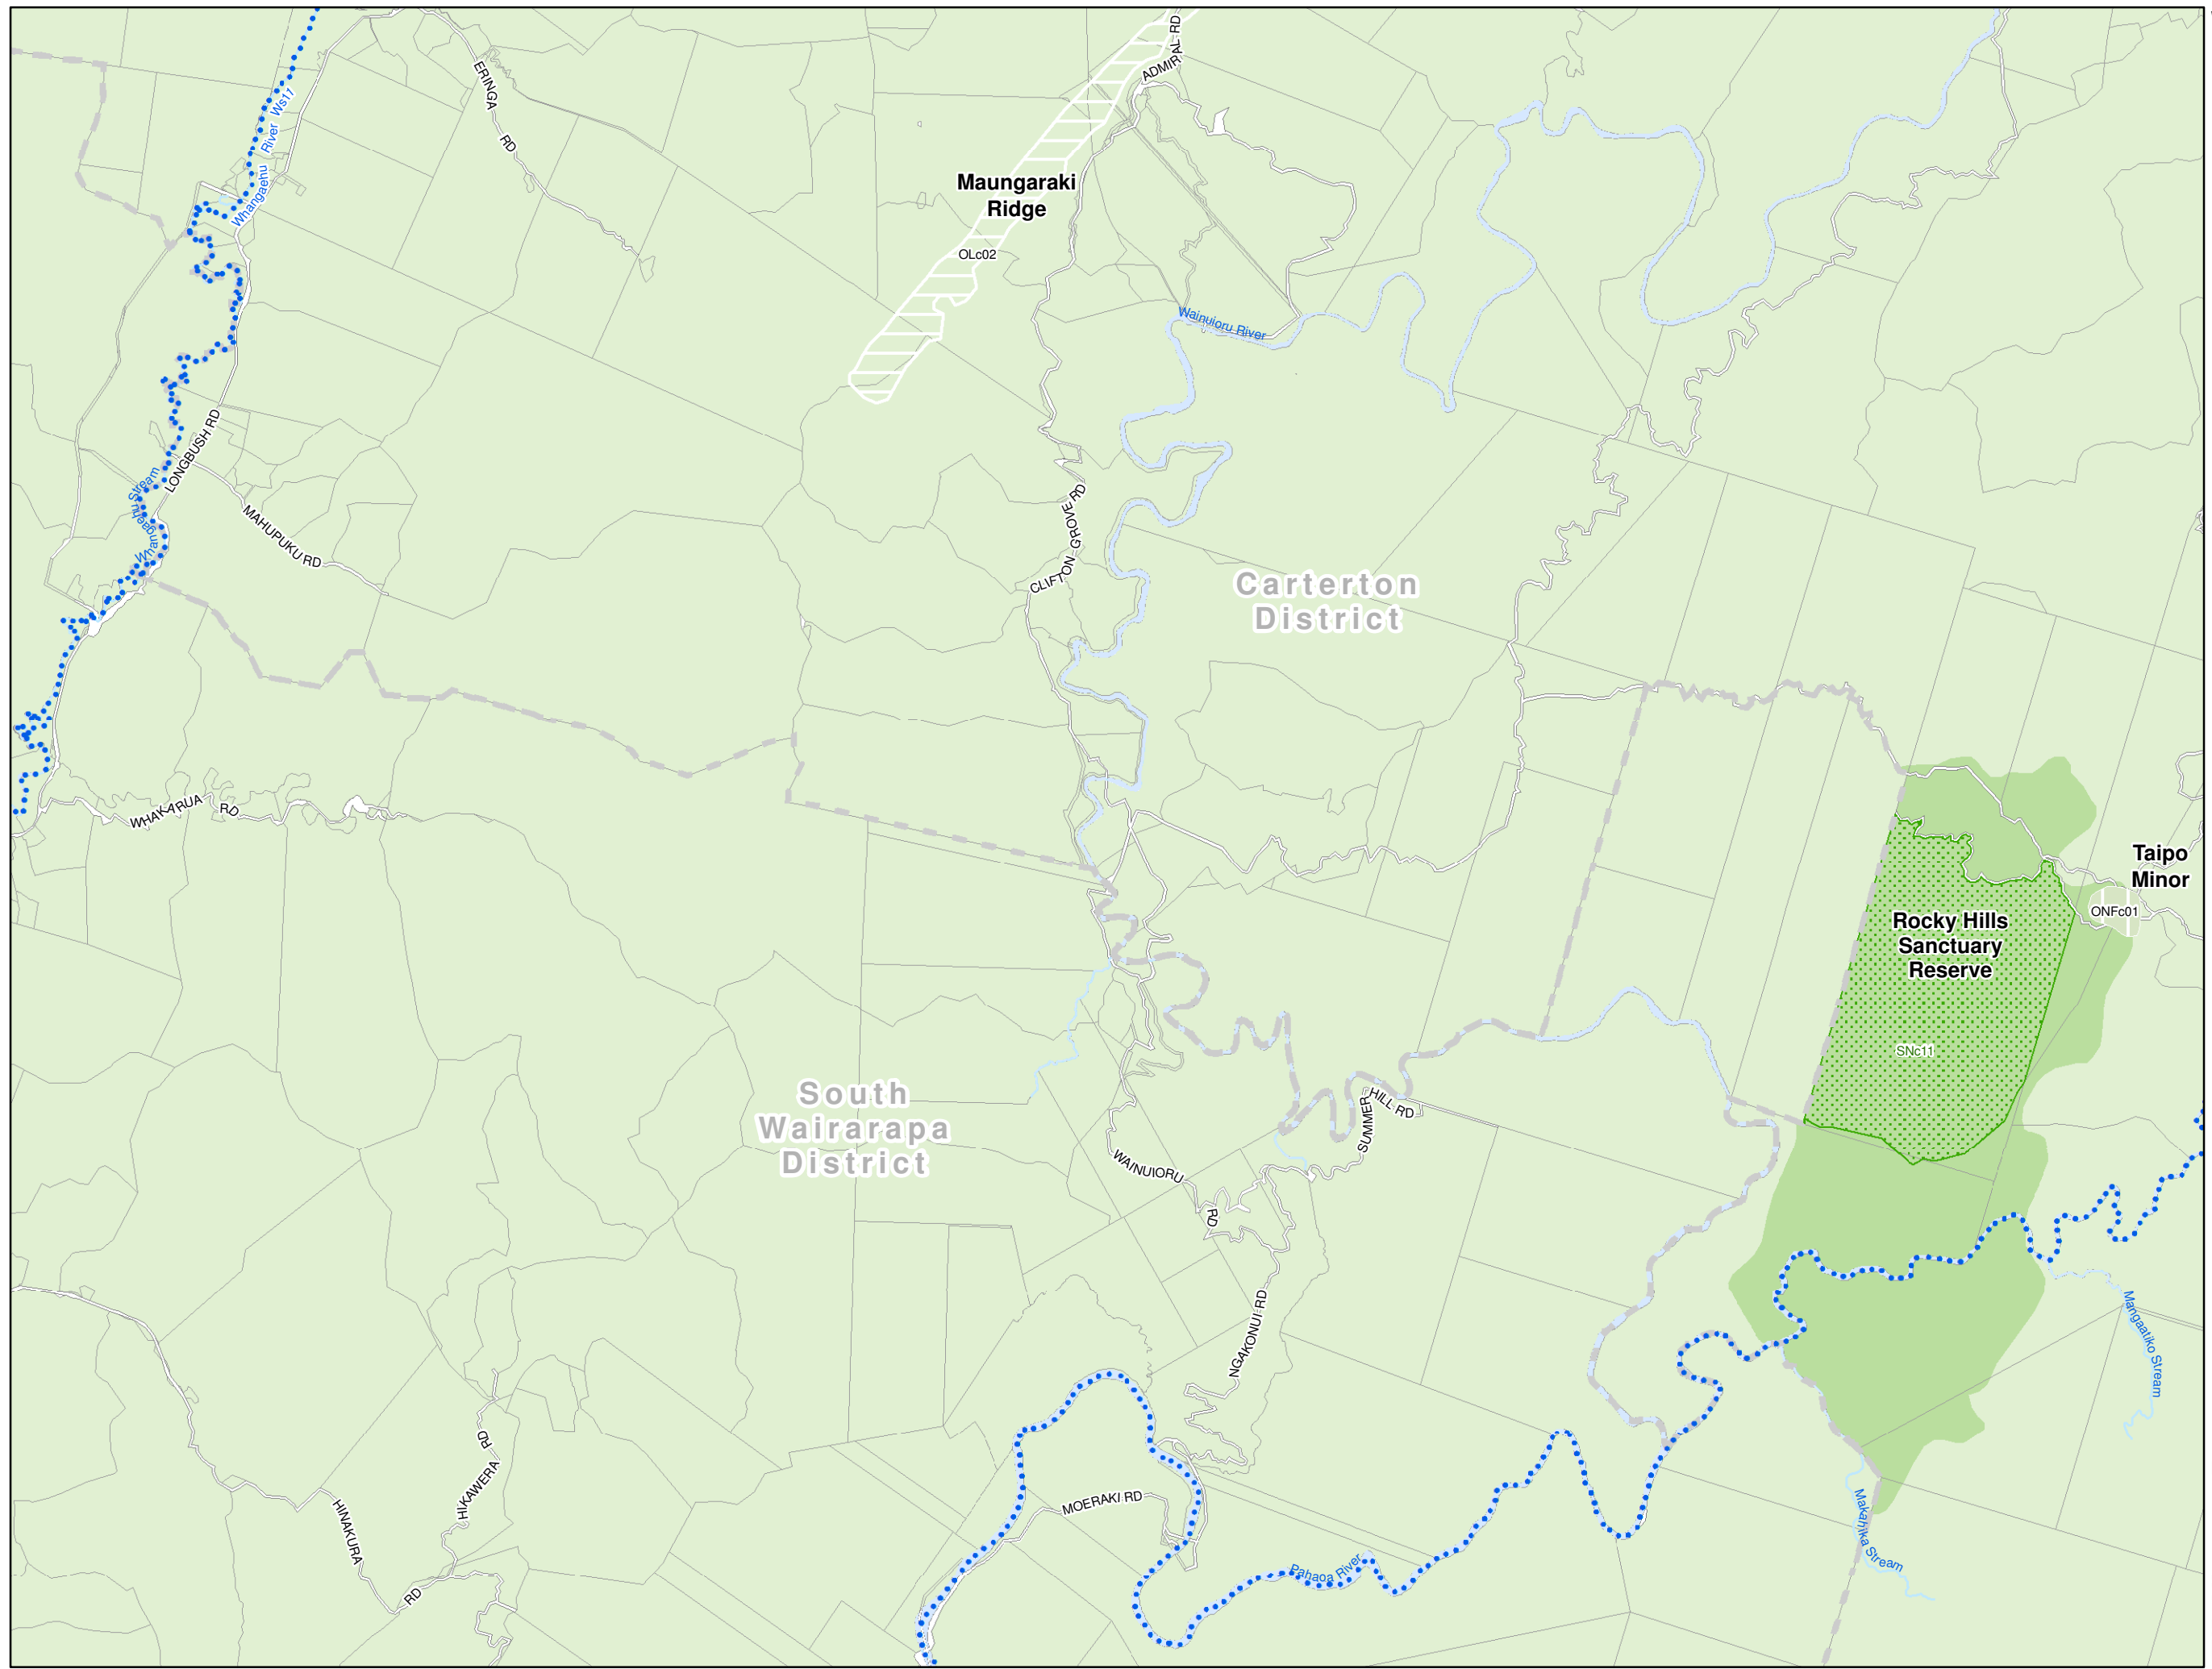 ADMIRAL RD
ERINGA RD
Whangaehu River Ws11
Maungaraki
Ridge
OLc02
Wainuioru River
LONGBUSH RD
Whangaehu Stream
MAHUPUKU RD
CLIFTON GROVE RD
Carterton
District
WHAKARUA RD
Taipo
Minor
ONFc01
Rocky Hills
Sanctuary
Reserve
SNc11
South
Wairarapa
District
SUMMER HILL RD
WAINUIORU RD
NGAKONUI RD
Mangaatiko Stream
HIKAWERA RD
HINAKURA RD
MOERAKI RD
Pahaoa River
Makahika Stream